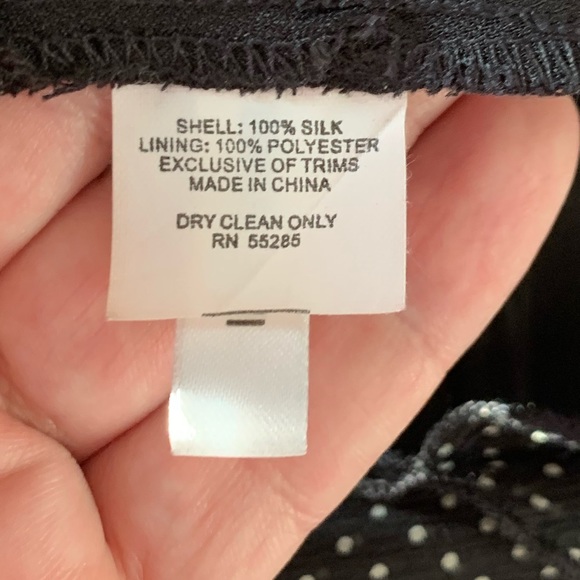 SHELL: 100% SILK
LINING: 100% POLYESTER
EXCLUSIVE OF TRIMS
MADE IN CHINA
DRY CLEAN ONLY
RN 55285